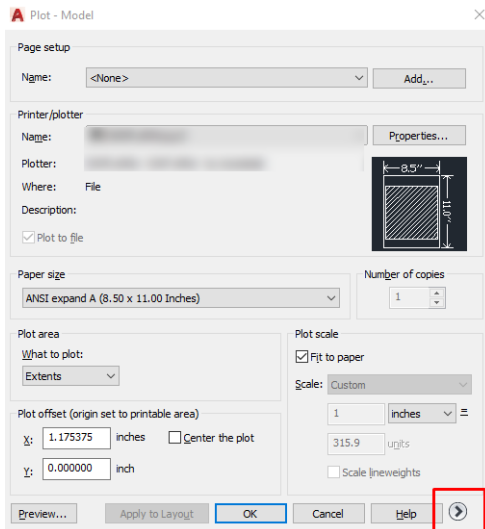 Plot - Model
Page setup
Name: <None> Add...
Printer/plotter
Name: Properties...
Plotter:
Where: File
Description:
Plot to file
8.5"
11.0"
Paper size
ANSI expand A (8.50 x 11.00 Inches)
Number of copies
1
Plot area
What to plot:
Extents
Plot offset (origin set to printable area)
X: 1.175375 inches Center the plot
Y: 0.000000 inch
Plot scale
Fit to paper
Scale: Custom
1 inches =
315.9 units
Scale lineweights
Preview... Apply to Layout OK Cancel Help